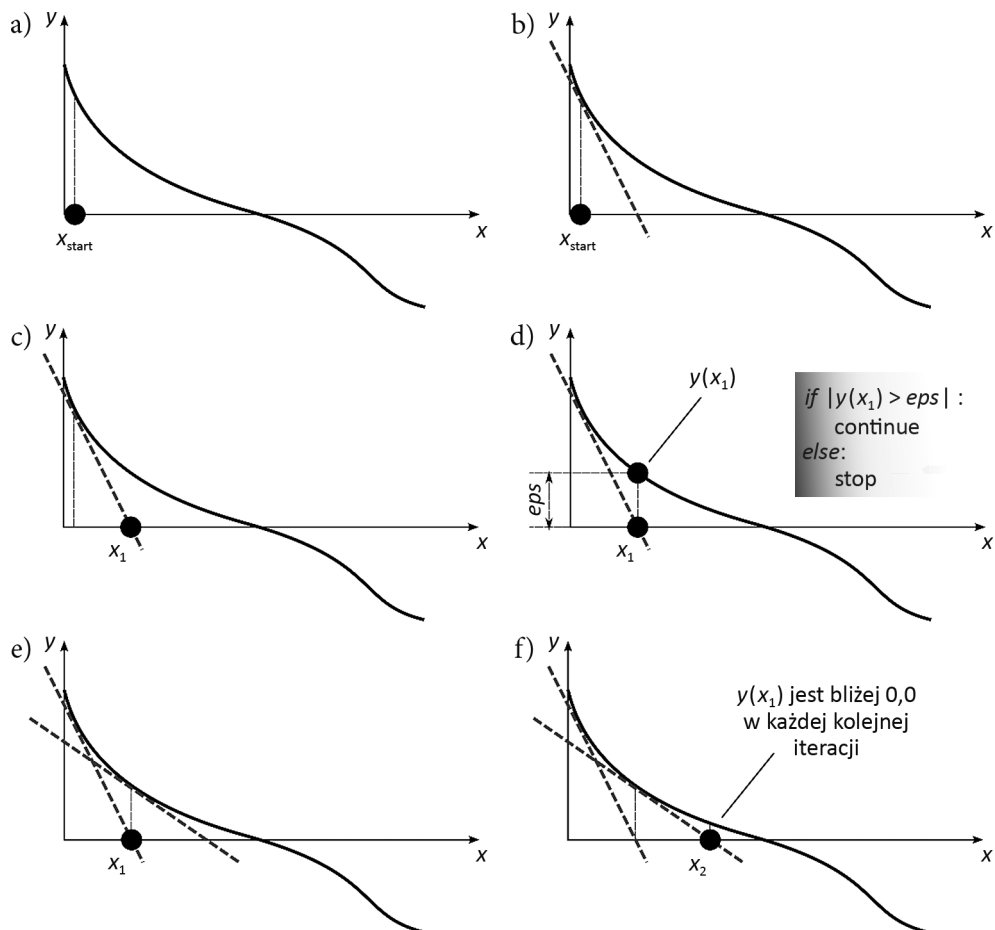 a)
y
x
xstart
b)
y
x
xstart
c)
y
x
x1
d)
y
y(x1)
if |y(x1) > eps| :
continue
else:
stop
eps
x
x1
e)
y
x
x1
f)
y
y(x1) jest bliżej 0,0
w każdej kolejnej
iteracji
x
x2